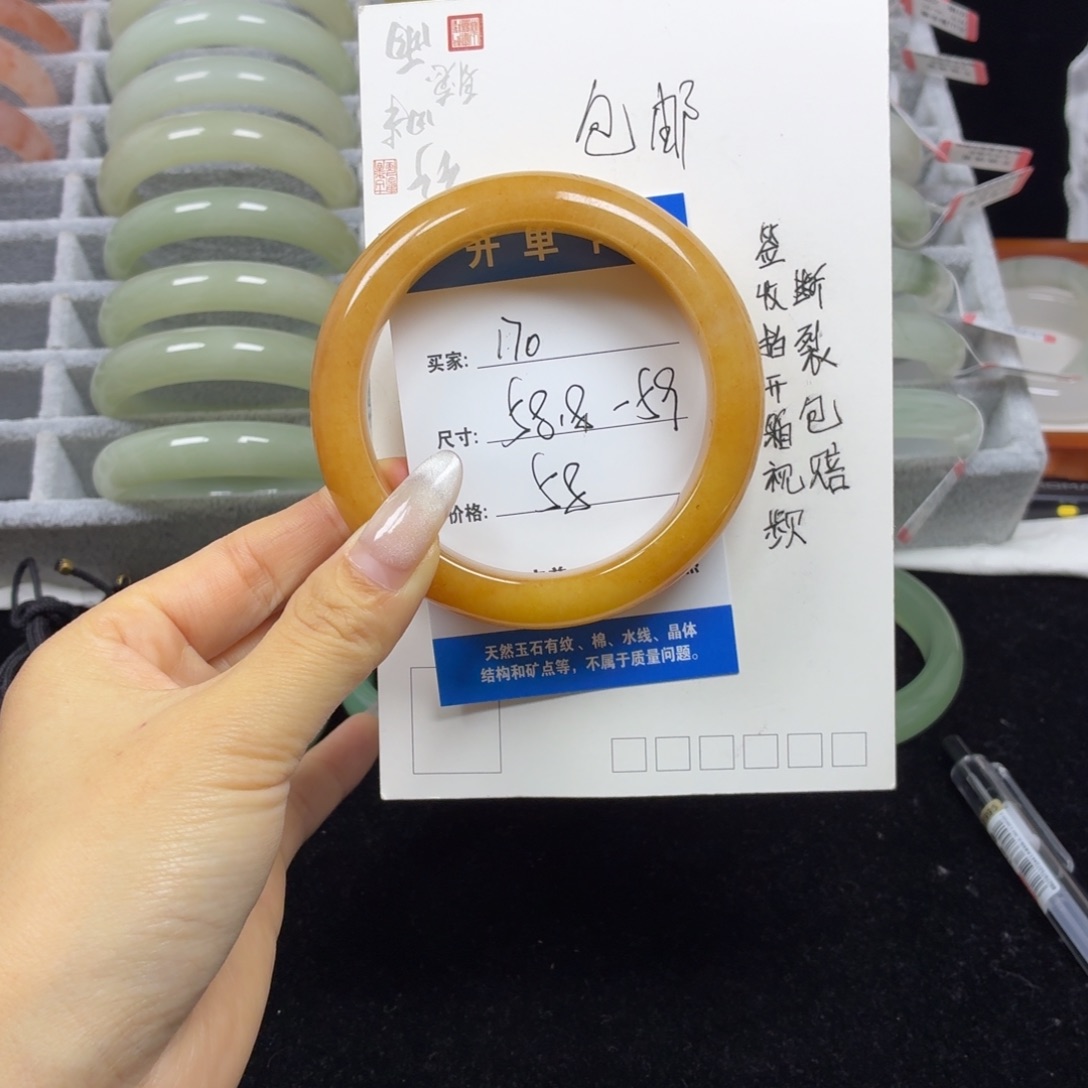 包邮
开单卡
买家: 170
尺寸: 58.8 -59
价格: 58
天然玉石有纹、棉、水线、晶体
结构和矿点等，不属于质量问题。
签收拍开箱视频
断裂包赔